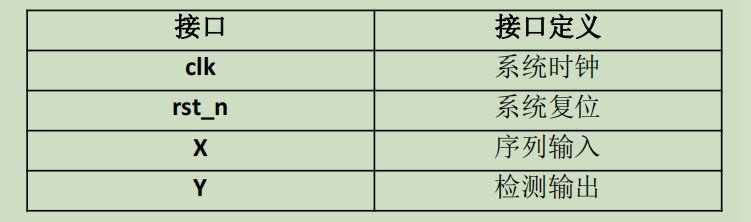 接口 接口定义
clk 系统时钟
rst_n 系统复位
X 序列输入
Y 检测输出